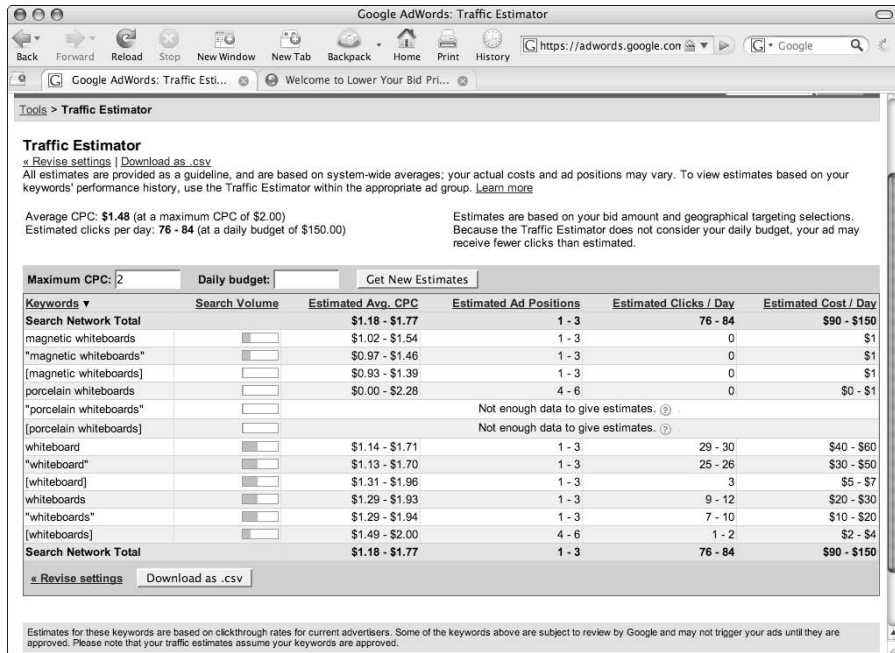 Google AdWords: Traffic Estimator
Back Forward Reload Stop New Window New Tab Backpack Home Print History https://adwords.google.com Google
Google AdWords: Traffic Esti... Welcome to Lower Your Bid Pri...
Tools > Traffic Estimator
Traffic Estimator
« Revise settings | Download as .csv
All estimates are provided as a guideline, and are based on system-wide averages; your actual costs and ad positions may vary. To view estimates based on your
keywords' performance history, use the Traffic Estimator within the appropriate ad group. Learn more
Average CPC: $1.48 (at a maximum CPC of $2.00)
Estimated clicks per day: 76 - 84 (at a daily budget of $150.00)
Estimates are based on your bid amount and geographical targeting selections.
Because the Traffic Estimator does not consider your daily budget, your ad may
receive fewer clicks than estimated.
Maximum CPC: 2 Daily budget: Get New Estimates
Keywords ▼ Search Volume Estimated Avg. CPC Estimated Ad Positions Estimated Clicks / Day Estimated Cost / Day
Search Network Total $1.18 - $1.77 1 - 3 76 - 84 $90 - $150
magnetic whiteboards $1.02 - $1.54 1 - 3 0 $1
"magnetic whiteboards" $0.97 - $1.46 1 - 3 0 $1
[magnetic whiteboards] $0.93 - $1.39 1 - 3 0 $1
porcelain whiteboards $0.00 - $2.28 4 - 6 0 $0 - $1
"porcelain whiteboards" Not enough data to give estimates. ?
[porcelain whiteboards] Not enough data to give estimates. ?
whiteboard $1.14 - $1.71 1 - 3 29 - 30 $40 - $60
"whiteboard" $1.13 - $1.70 1 - 3 25 - 26 $30 - $50
[whiteboard] $1.31 - $1.96 1 - 3 3 $5 - $7
whiteboards $1.29 - $1.93 1 - 3 9 - 12 $20 - $30
"whiteboards" $1.29 - $1.94 1 - 3 7 - 10 $10 - $20
[whiteboards] $1.49 - $2.00 4 - 6 1 - 2 $2 - $4
Search Network Total $1.18 - $1.77 1 - 3 76 - 84 $90 - $150
« Revise settings Download as .csv
Estimates for these keywords are based on clickthrough rates for current advertisers. Some of the keywords above are subject to review by Google and may not trigger your ads until they are
approved. Please note that your traffic estimates assume your keywords are approved.